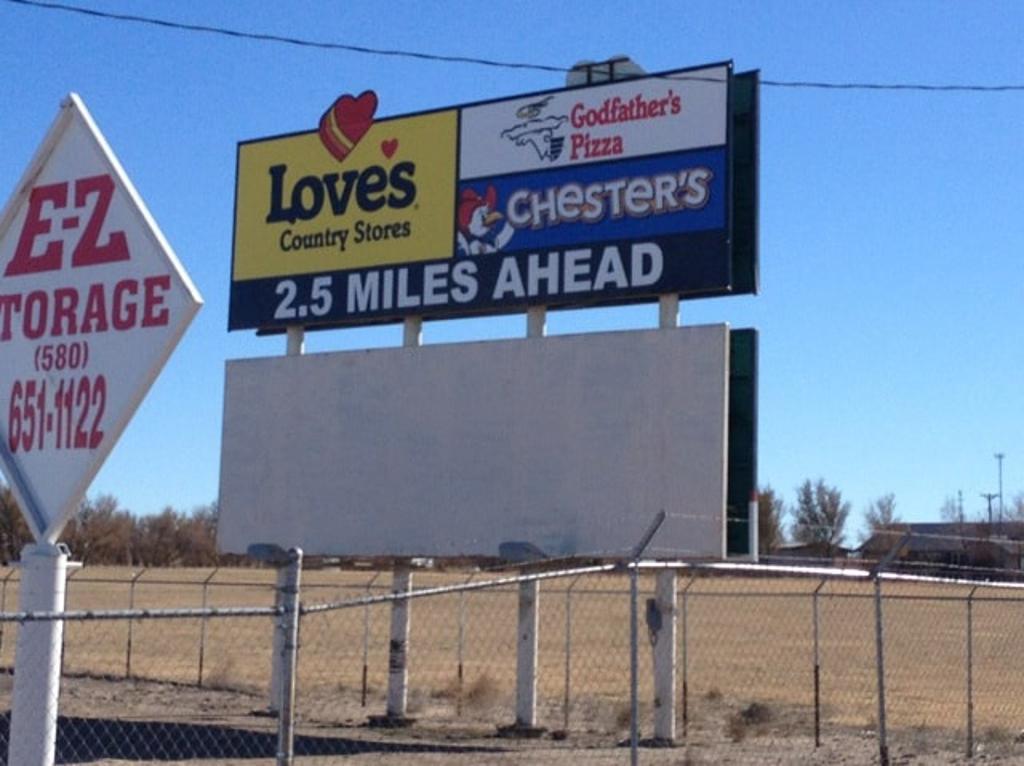 E-Z
TORAGE
(580)
651-1122
Love's
Country Stores
Godfather's
Pizza
CHESTER'S
2.5 MILES AHEAD